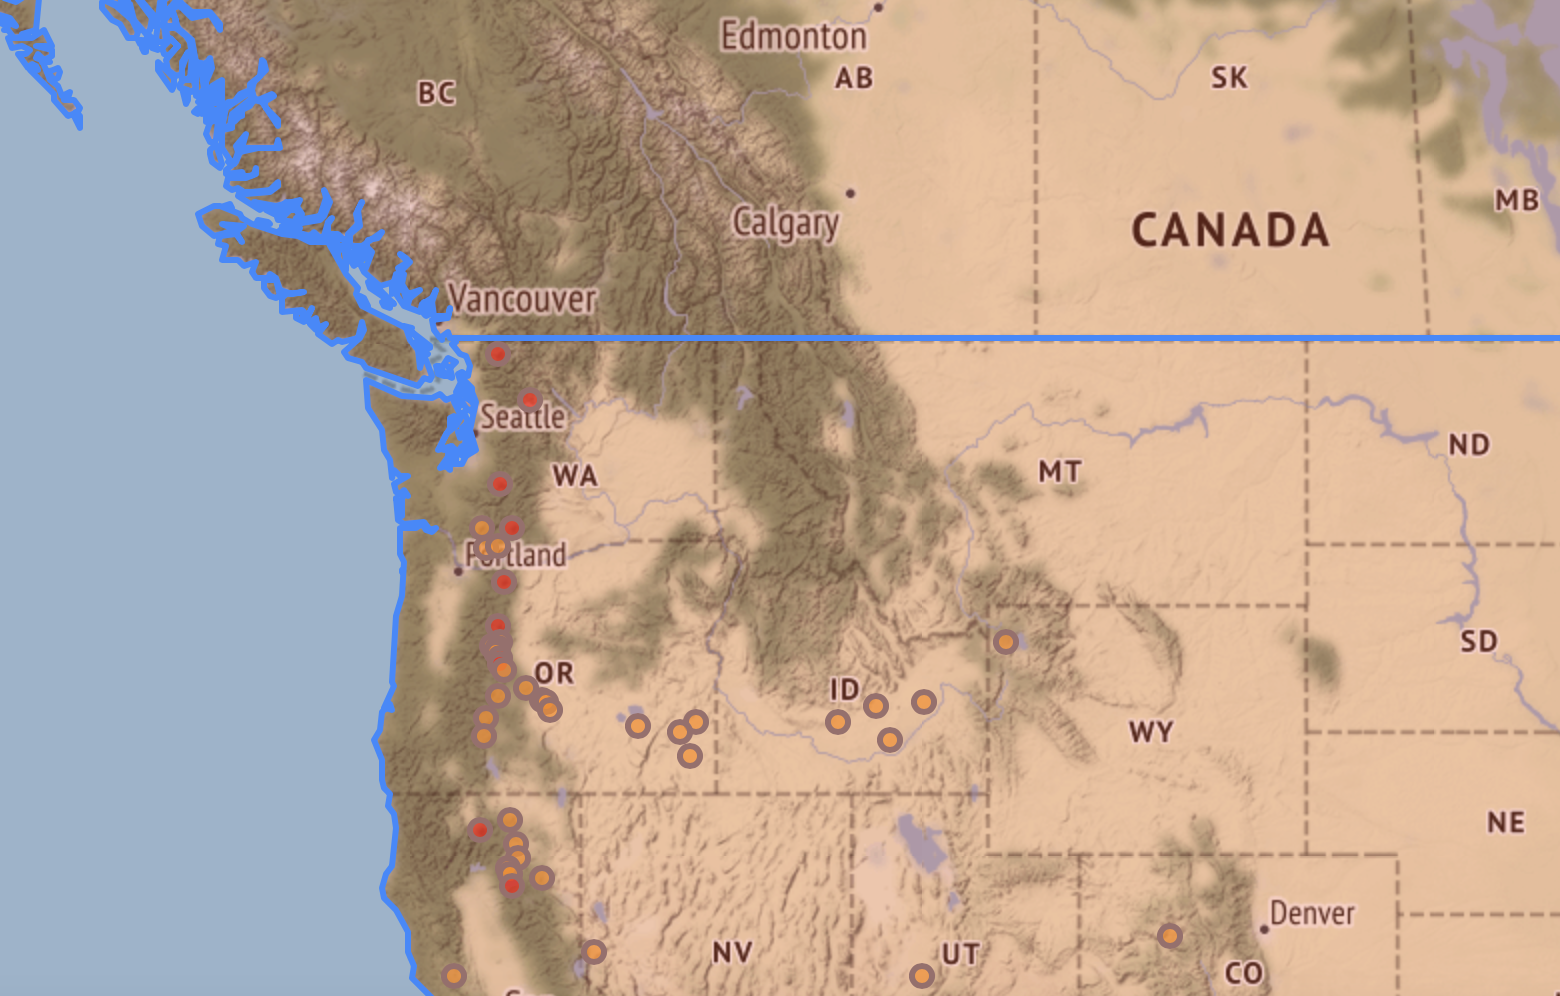 Edmonton
AB
SK
BC
MB
Calgary
CANADA
Vancouver
Seattle
WA
MT
ND
Portland
OR
ID
SD
WY
NE
Denver
NV
UT
CO